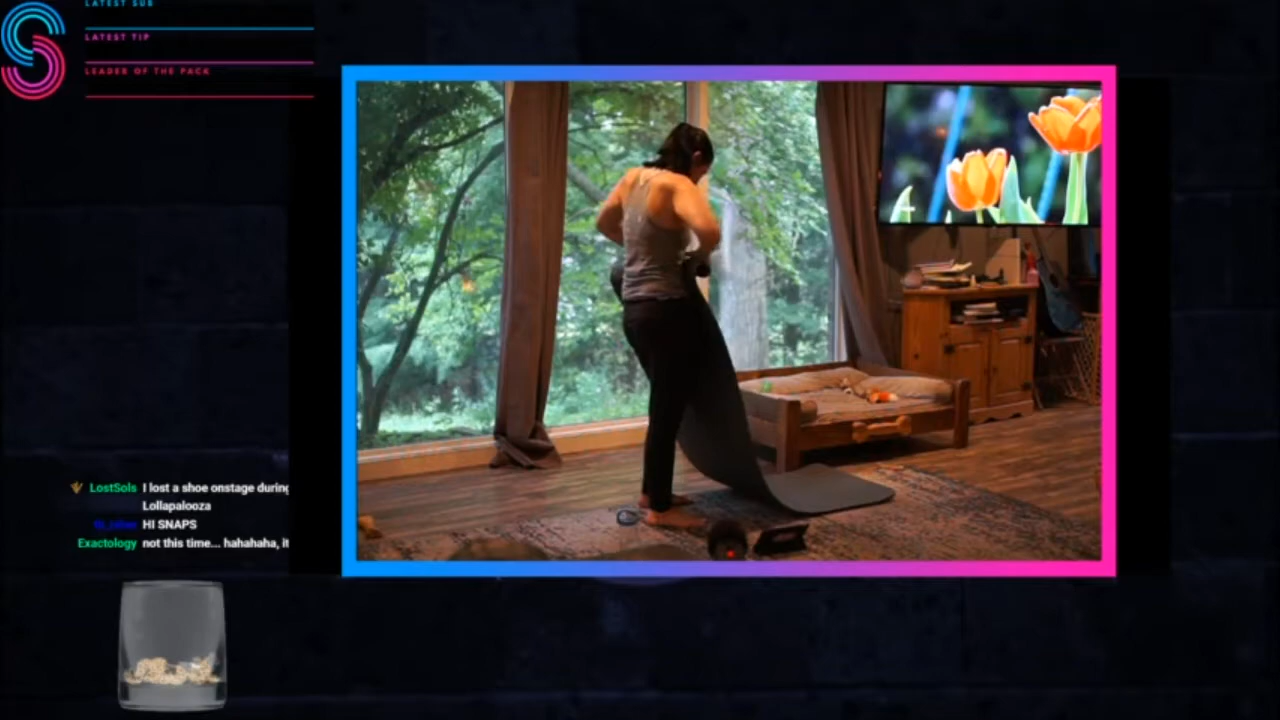 LATEST SUB
LATEST TIP
LEADER OF THE PACK
LostSols I lost a shoe onstage during
Lollapalooza
HI SNAPS
Exactology not this time... hahahaha, it